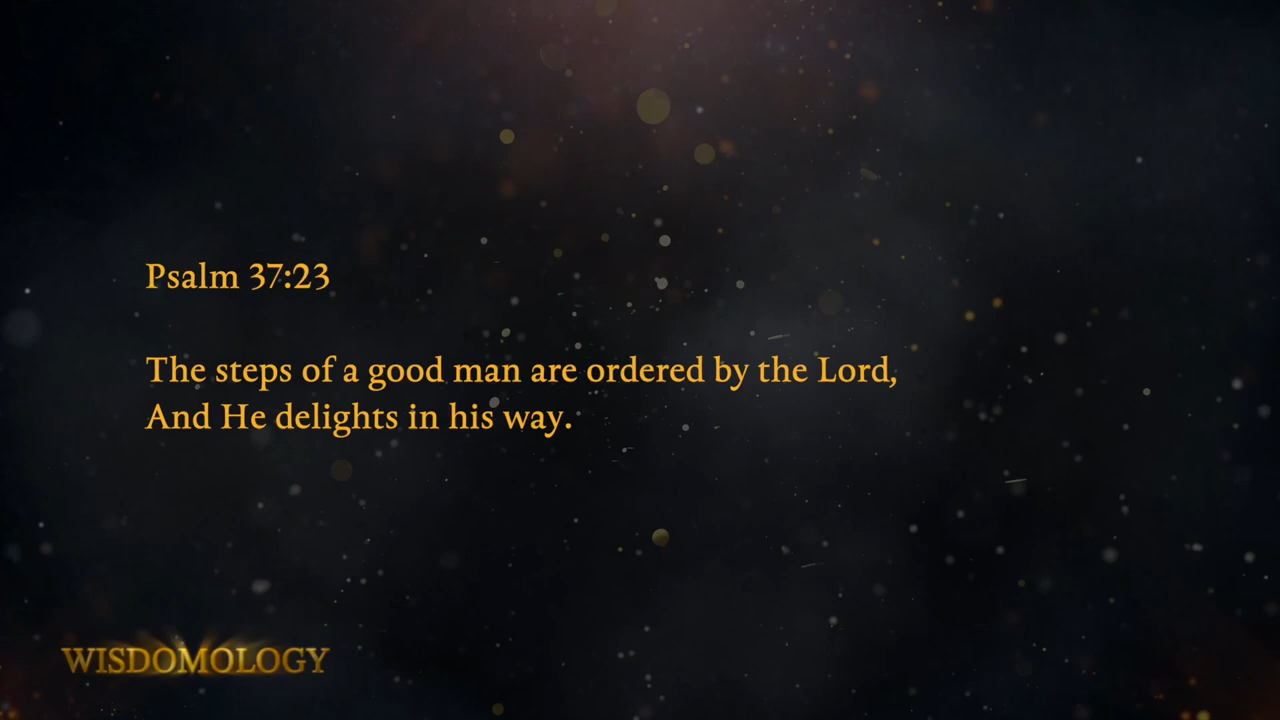 Psalm 37:23
The steps of a good man are ordered by the Lord,
And He delights in his way.
WISDOMOLOGY